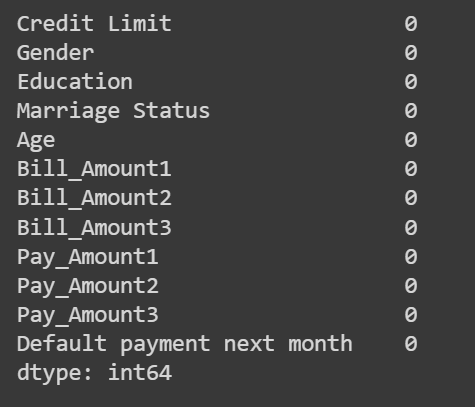 Credit Limit 0
Gender 0
Education 0
Marriage Status 0
Age 0
Bill_Amount1 0
Bill_Amount2 0
Bill_Amount3 0
Pay_Amount1 0
Pay_Amount2 0
Pay_Amount3 0
Default payment next month 0
dtype: int64